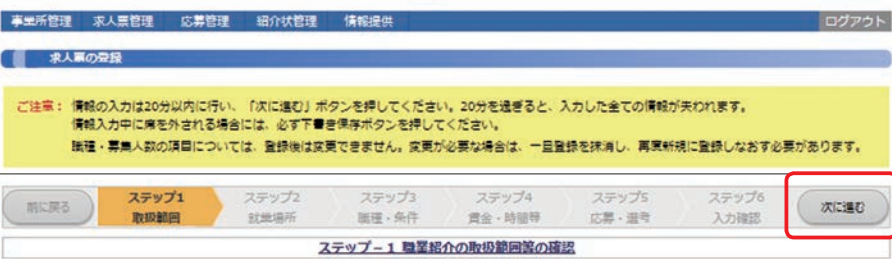 事業所管理 求人票管理 応募管理 紹介状管理 情報提供 ログアウト
求人票の登録
ご注意： 情報の入力は20分以内に行い、「次に進む」ボタンを押してください。20分を過ぎると、入力した全ての情報が失われます。
情報入力中に席を外される場合には、必ず下書き保存ボタンを押してください。
職種・募集人数の項目については、登録後は変更できません。変更が必要な場合は、一旦登録を抹消し、再度新規に登録しなおす必要があります。
前に戻る ステップ1 ステップ2 ステップ3 ステップ4 ステップ5 ステップ6 次に進む
取扱範囲 就業場所 職種・条件 賃金・時間等 応募・選考 入力確認
ステップ－1 職業紹介の取扱範囲等の確認